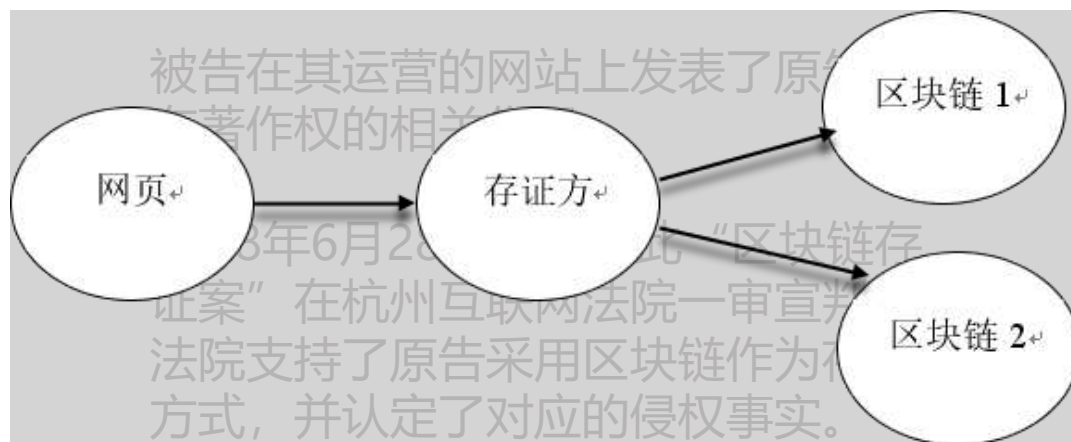 被告在其运营的网站上发表了原
著作权的相关
区块链 1
网页
存证方
年6月28 “区块链存
证案”在杭州互联网法院一审宣判
法院支持了原告采用区块链作为
方式，并认定了对应的侵权事实。
区块链 2